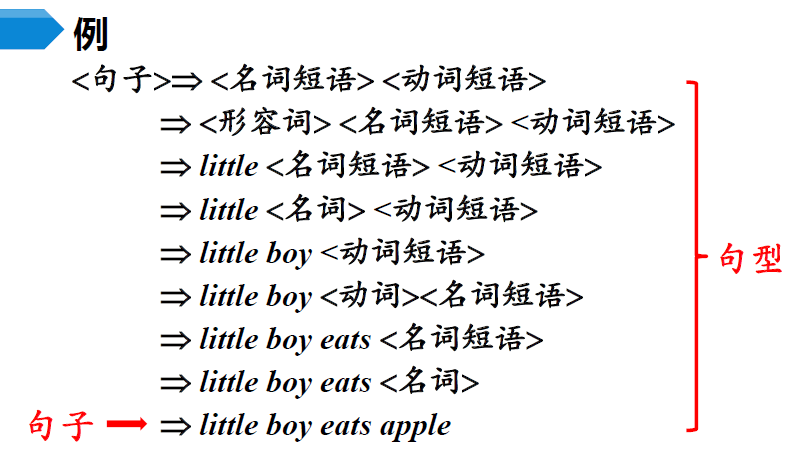 例
<句子>⇒ <名词短语> <动词短语>
⇒ <形容词> <名词短语> <动词短语>
⇒ little <名词短语> <动词短语>
⇒ little <名词> <动词短语>
⇒ little boy <动词短语>
句型
⇒ little boy <动词><名词短语>
⇒ little boy eats <名词短语>
⇒ little boy eats <名词>
句子 ⇒ little boy eats apple